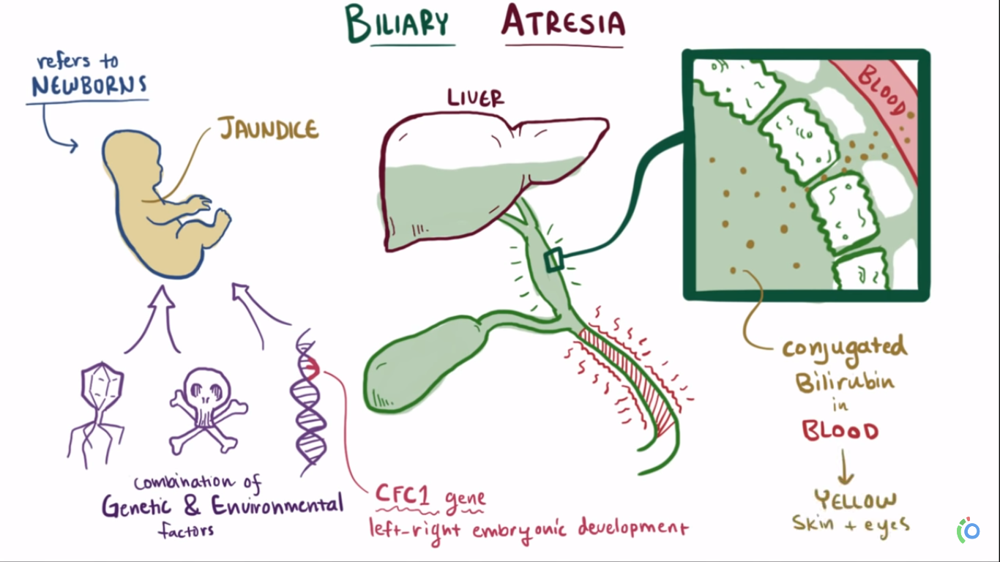 BILIARY ATRESIA
refers to
NEWBORNS
JAUNDICE
LIVER
BLOOD
conjugated
Bilirubin
in
BLOOD
YELLOW
Skin + eyes
combination of
Genetic & Environmental
factors
CFC1 gene
left-right embryonic development